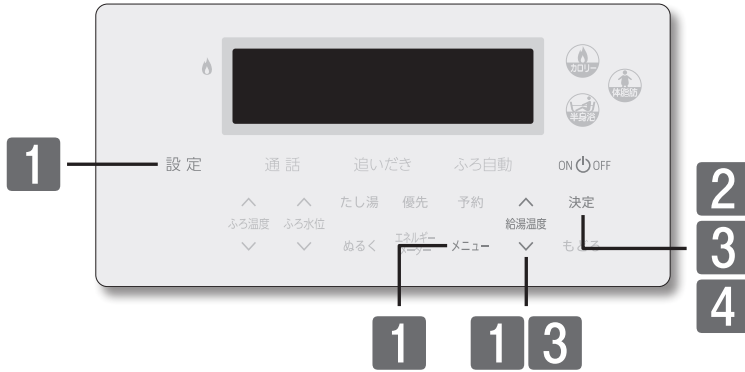 カロリー
体脂肪
半身浴
1
設定 通話 追いだき ふろ自動 ON OFF
たし湯 優先 予約 決定
2
ふろ温度 ふろ水位 給湯温度
3
ぬるく エネルギー メニュー もどる
4
1 1 3